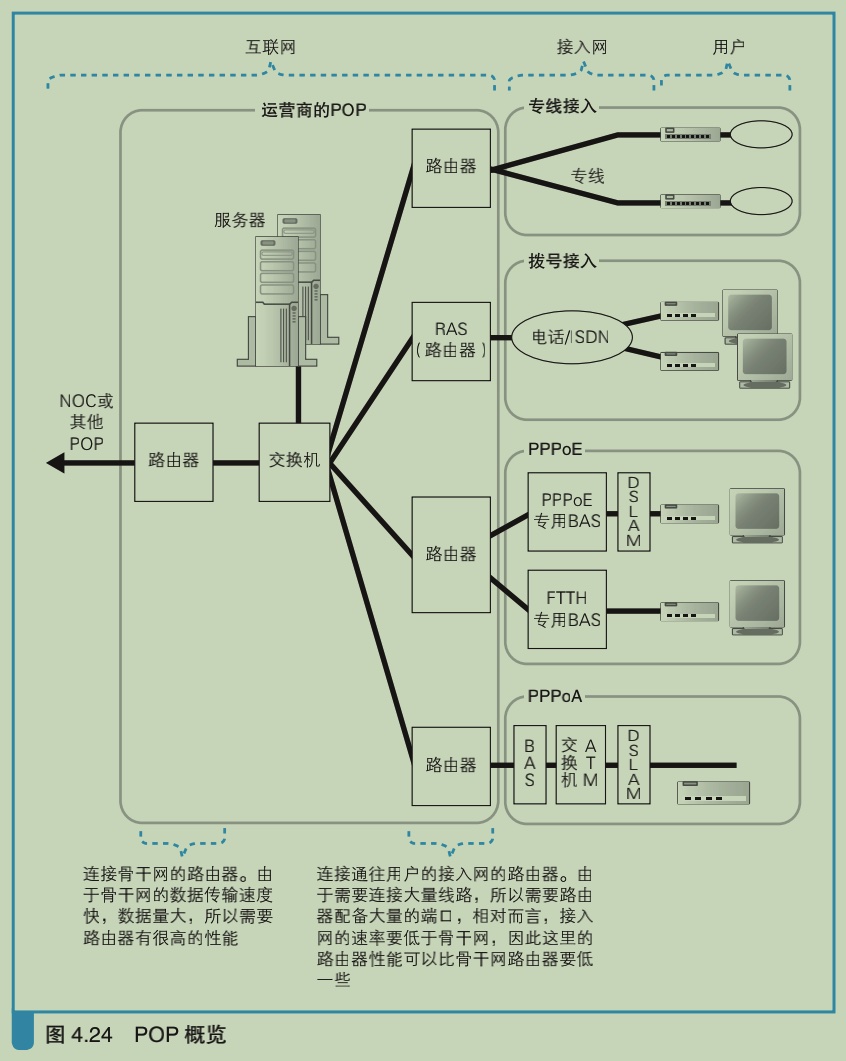 互联网
接入网
用户
运营商的POP
专线接入
路由器
专线
服务器
拨号接入
RAS
（路由器）
电话/ISDN
NOC或
其他
POP
路由器
交换机
PPPoE
路由器
PPPoE
专用BAS
DSLAM
FTTH
专用BAS
PPPoA
路由器
BAS
交换机
ATM
DSLAM
连接骨干网的路由器。由
于骨干网的数据传输速度
快，数据量大，所以需要
路由器有很高的性能
连接通往用户的接入网的路由器。由
于需要连接大量线路，所以需要路由
器配备大量的端口，相对而言，接入
网的速率要低于骨干网，因此这里的
路由器性能可以比骨干网路由器要低
一些
图 4.24 POP 概览